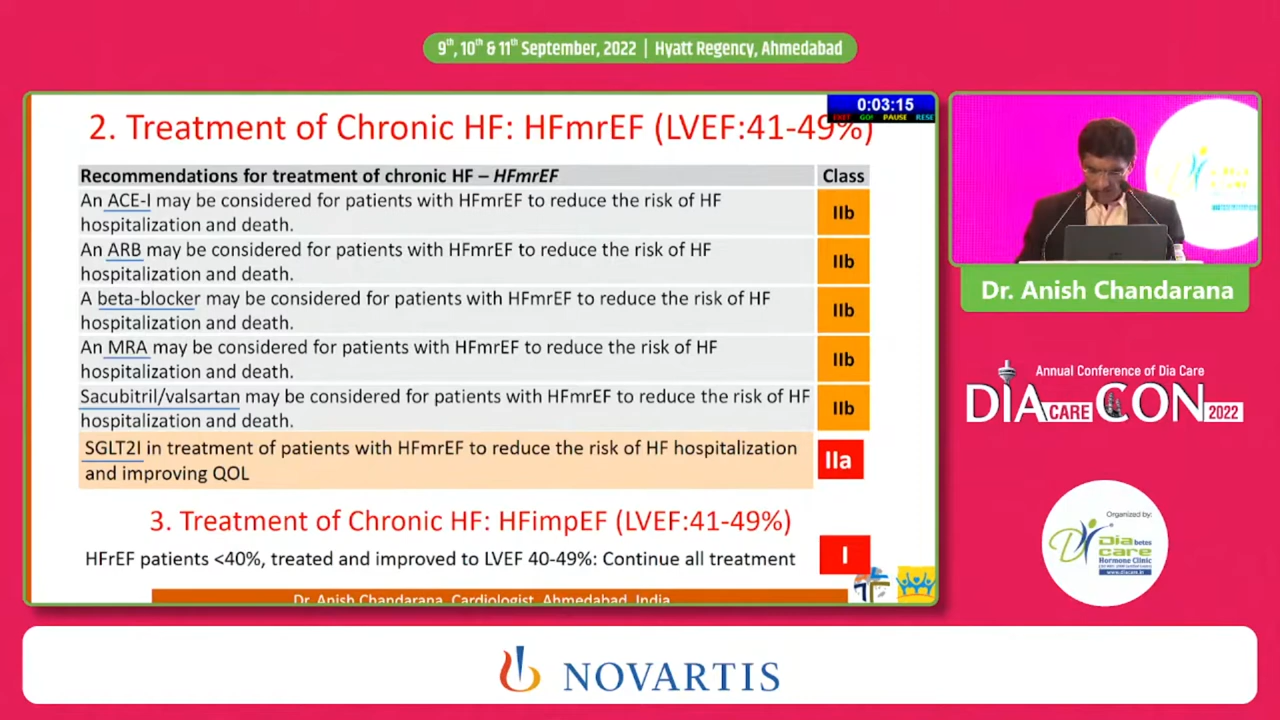 9th, 10th & 11th September, 2022 | Hyatt Regency, Ahmedabad
0:03:15
EXIT GO! PAUSE RESE
2. Treatment of Chronic HF: HFmrEF (LVEF:41-49%)
Recommendations for treatment of chronic HF – HFmrEF Class
An ACE-I may be considered for patients with HFmrEF to reduce the risk of HF
hospitalization and death.
IIb
An ARB may be considered for patients with HFmrEF to reduce the risk of HF
hospitalization and death.
IIb
A beta-blocker may be considered for patients with HFmrEF to reduce the risk of HF
hospitalization and death.
IIb
An MRA may be considered for patients with HFmrEF to reduce the risk of HF
hospitalization and death.
IIb
Sacubitril/valsartan may be considered for patients with HFmrEF to reduce the risk of HF
hospitalization and death.
IIb
SGLT2I in treatment of patients with HFmrEF to reduce the risk of HF hospitalization
and improving QOL
IIa
3. Treatment of Chronic HF: HFimpEF (LVEF:41-49%)
HFrEF patients <40%, treated and improved to LVEF 40-49%: Continue all treatment
I
Dr. Anish Chandarana, Cardiologist, Ahmedabad, India
Dr. Anish Chandarana
Annual Conference of Dia Care
DIA CARE CON 2022
Organized by:
Diabetes
care
Hormone Clinic
www.diacare.in
NOVARTIS